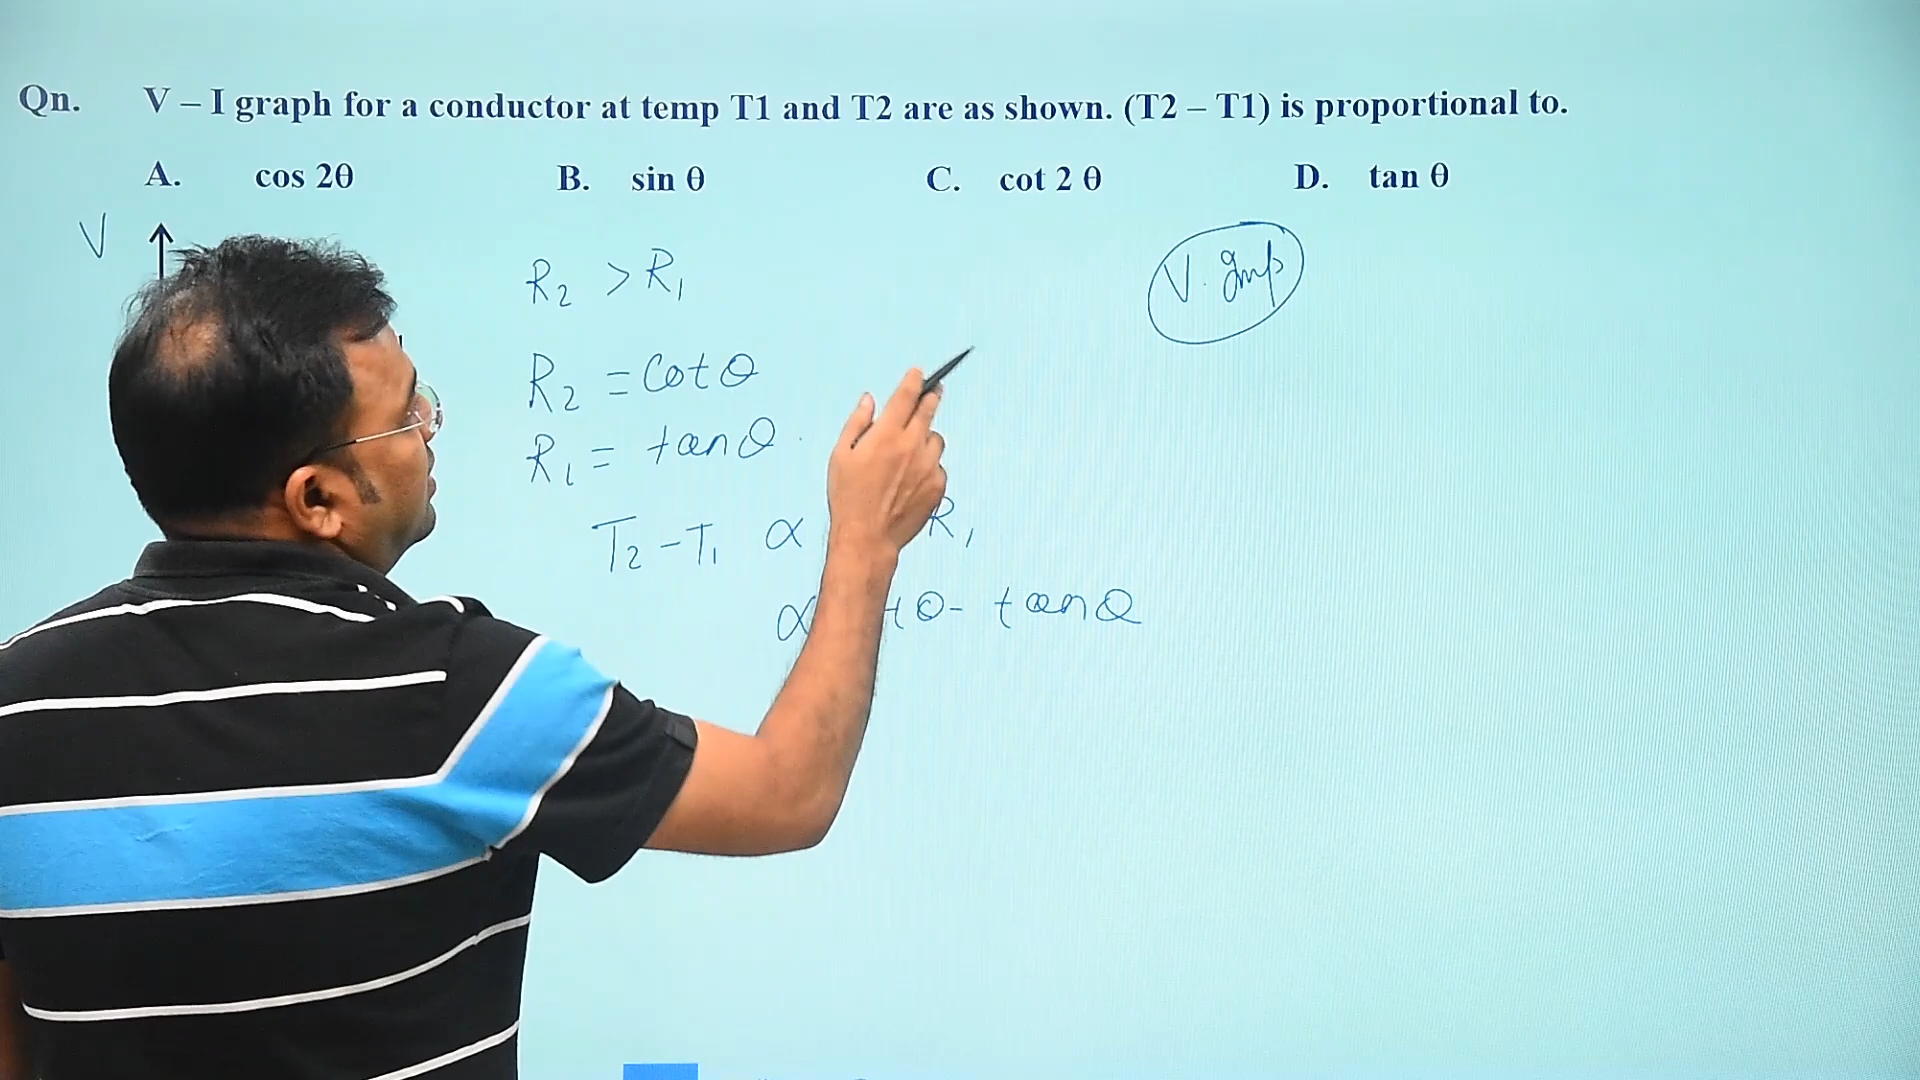 Qn. V – I graph for a conductor at temp T1 and T2 are as shown. (T2 – T1) is proportional to.
A. cos 2θ B. sin θ C. cot 2 θ D. tan θ
V
R₂ > R₁
V. Imp
R₂ = Cot θ
R₁ = tan θ
T₂ – T₁ α R₁
α t θ – tan θ